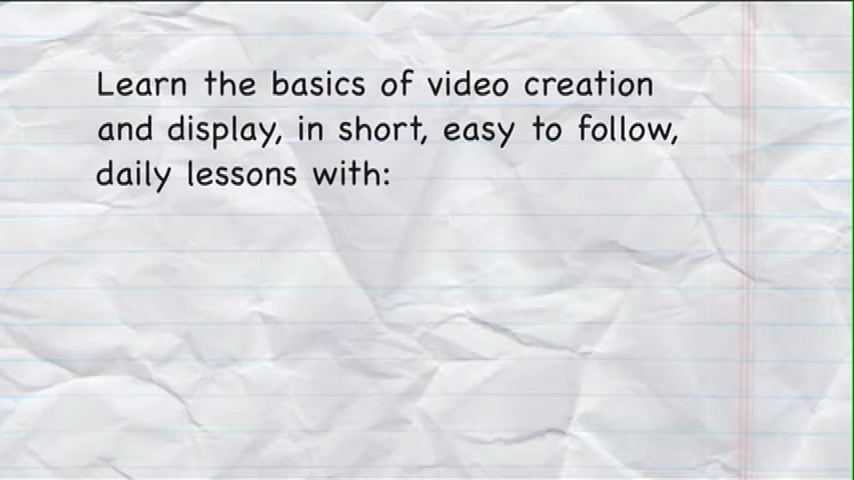 Learn the basics of video creation
and display, in short, easy to follow,
daily lessons with: